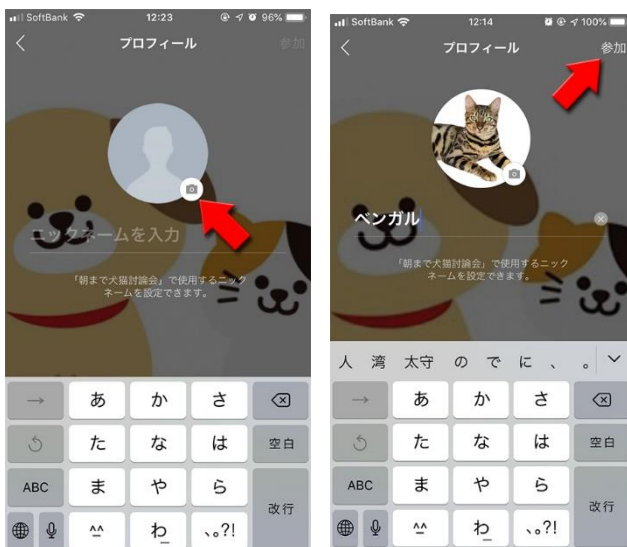 SoftBank 12:23 96%
プロフィール 参加
ニックネームを入力
「朝まで犬猫討論会」で使用するニック
ネームを設定できます。
→ あ か さ
た な は 空白
ABC ま や ら 改行
^^ わ_ 、。?!
SoftBank 12:14 100%
プロフィール 参加
ベンガル
「朝まで犬猫討論会」で使用するニック
ネームを設定できます。
人 湾 太守 の で に 、 。
→ あ か さ
た な は 空白
ABC ま や ら 改行
^^ わ_ 、。?!